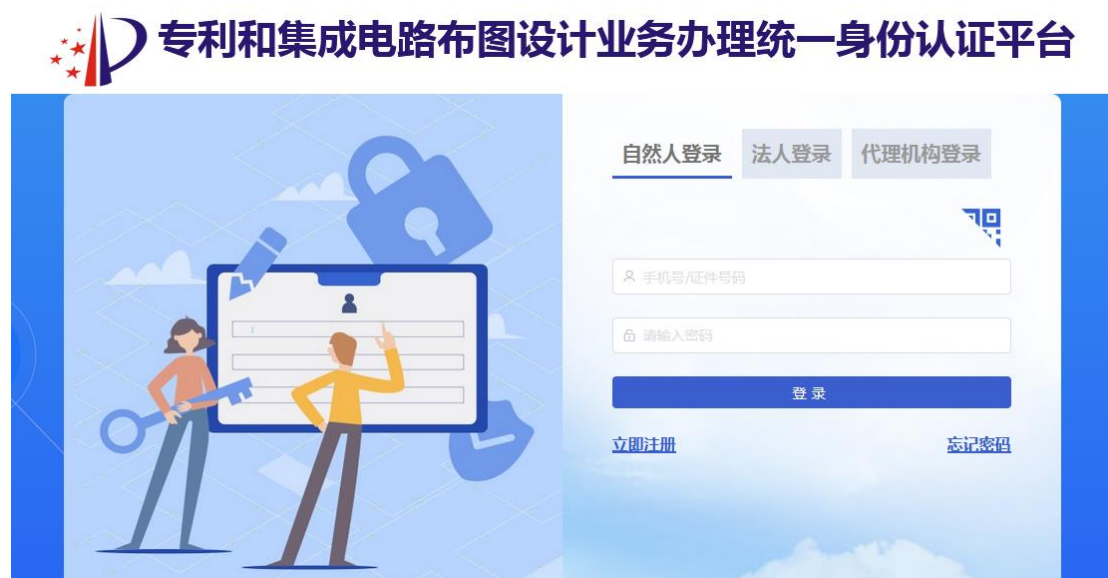 专利和集成电路布图设计业务办理统一身份认证平台
自然人登录 法人登录 代理机构登录
手机号/证件号码
请输入密码
登 录
立即注册 忘记密码